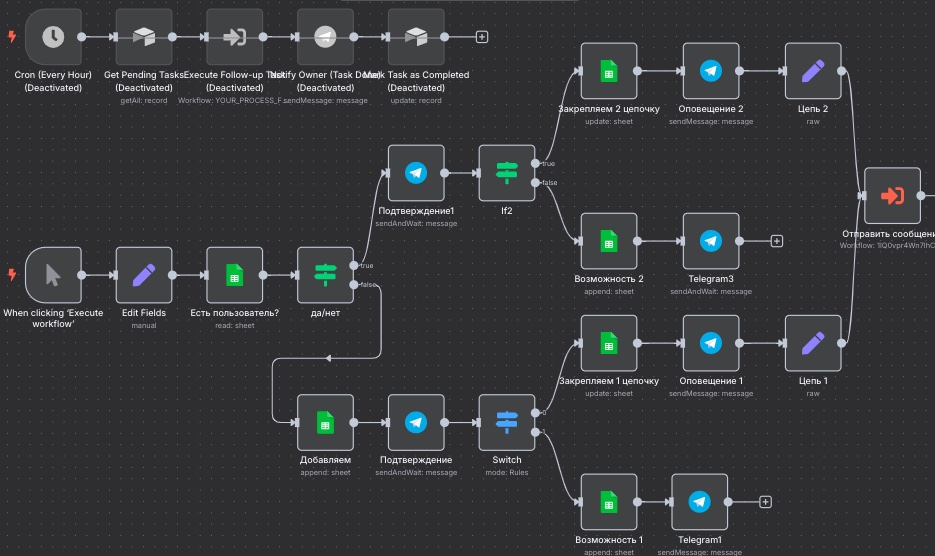 Cron (Every Hour)
(Deactivated)
Get Pending Tasks
(Deactivated)
getAll: record
Execute Follow-up Task
(Deactivated)
Workflow: YOUR_PROCESS_F...
Notify Owner (Task Done)
(Deactivated)
sendMessage: message
Mark Task as Completed
(Deactivated)
update: record
Закрепляем 2 цепочку
update: sheet
Оповещение 2
sendMessage: message
Цепь 2
raw
Подтверждение1
sendAndWait: message
If2
true
false
Отправить сообщени
Возможность 2
append: sheet
Telegram3
sendAndWait: message
When clicking ‘Execute
workflow’
Edit Fields
manual
Есть пользователь?
read: sheet
да/нет
true
false
Закрепляем 1 цепочку
update: sheet
Оповещение 1
sendMessage: message
Цепь 1
raw
Добавляем
append: sheet
Подтверждение
sendAndWait: message
Switch
mode: Rules
0
1
Возможность 1
append: sheet
Telegram1
sendMessage: message